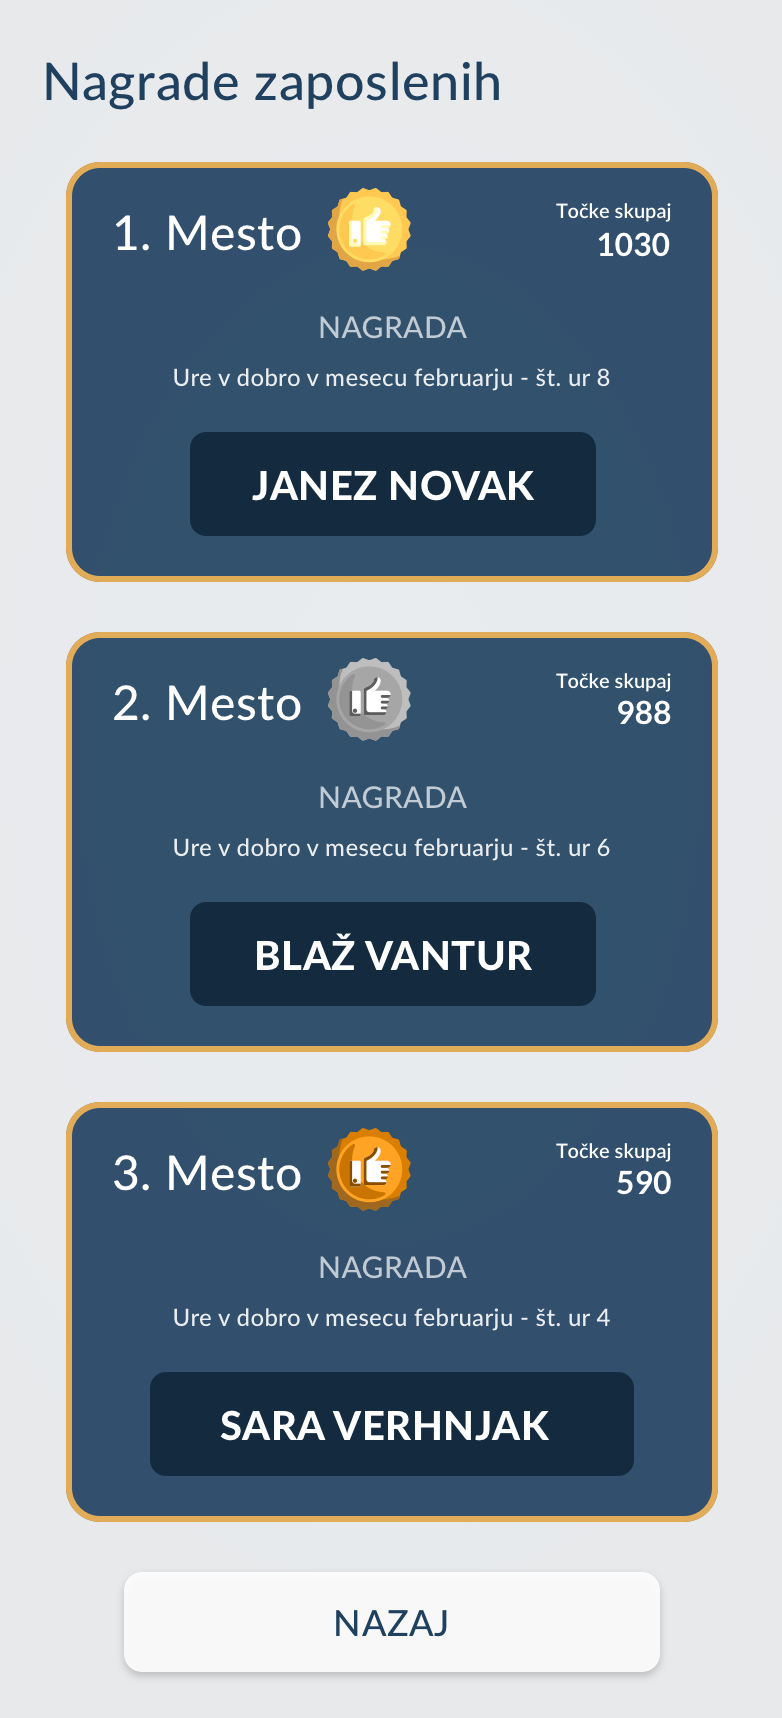 Nagrade zaposlenih
1. Mesto
Točke skupaj
1030
NAGRADA
Ure v dobro v mesecu februarju - št. ur 8
JANEZ NOVAK
2. Mesto
Točke skupaj
988
NAGRADA
Ure v dobro v mesecu februarju - št. ur 6
BLAŽ VANTUR
3. Mesto
Točke skupaj
590
NAGRADA
Ure v dobro v mesecu februarju - št. ur 4
SARA VERHNJAK
NAZAJ